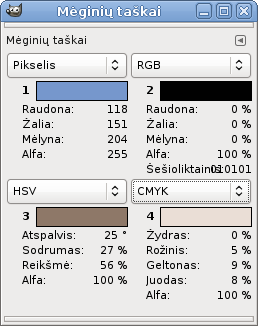 Mėginių taškai
Mėginių taškai
Pikselis RGB
1 2
Raudona: 118 Raudona: 0 %
Žalia: 151 Žalia: 0 %
Mėlyna: 204 Mėlyna: 0 %
Alfa: 255 Alfa: 100 %
Šešioliktainis: 010101
HSV CMYK
3 4
Atspalvis: 25 ° Žydras: 0 %
Sodrumas: 27 % Rožinis: 5 %
Reikšmė: 56 % Geltonas: 9 %
Alfa: 100 % Juodas: 8 %
Alfa: 100 %